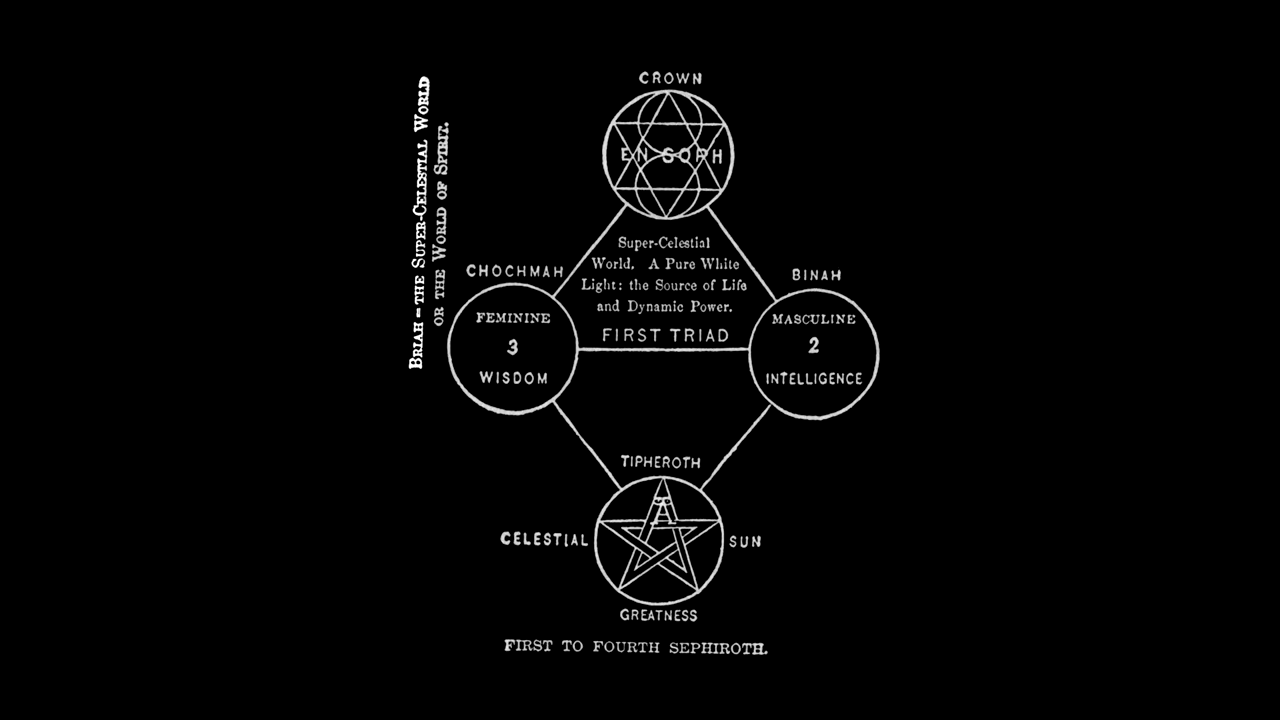 CROWN
EN SOPH
BRIAH = THE SUPER-CELESTIAL WORLD
OR THE WORLD OF SPIRIT.
Super-Celestial
World. A Pure White
Light: the Source of Life
and Dynamic Power.
FIRST TRIAD
CHOCHMAH
FEMININE
3
WISDOM
BINAH
MASCULINE
2
INTELLIGENCE
TIPHEROTH
CELESTIAL
SUN
GREATNESS
FIRST TO FOURTH SEPHIROTH.